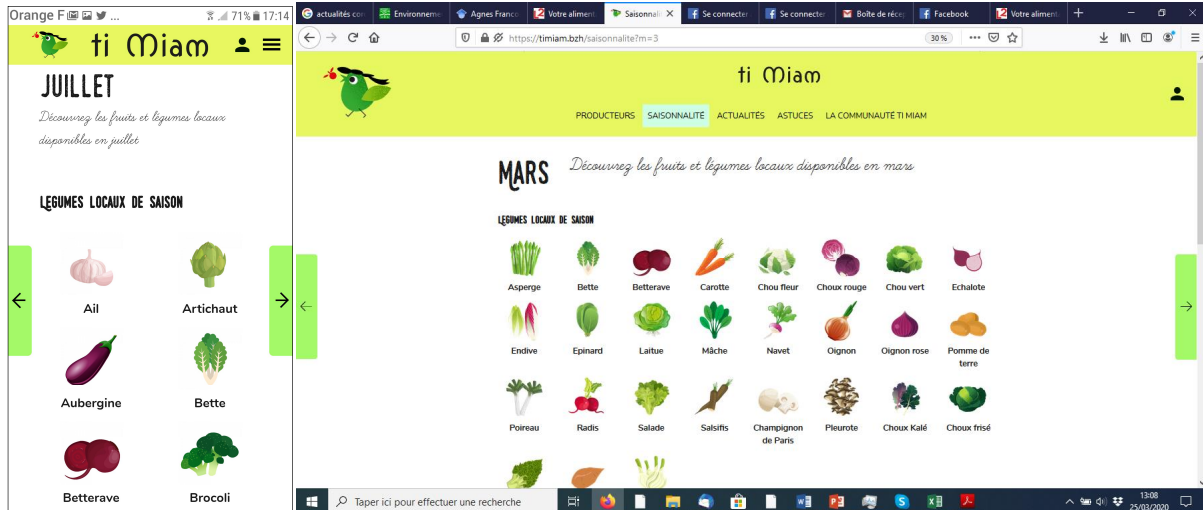 Orange F ... 71% 17:14
ti Miam
JUILLET
Découvrez les fruits et légumes locaux
disponibles en juillet
LÉGUMES LOCAUX DE SAISON
Ail Artichaut
Aubergine Bette
Betterave Brocoli
actualités cor Environneme Agnes Franco Votre aliment Saisonnali Se connecter Se connecter Boîte de récep Facebook Votre aliment
https://timiam.bzh/saisonnalite?m=3 30%
ti Miam
PRODUCTEURS SAISONNALITÉ ACTUALITÉS ASTUCES LA COMMUNAUTÉ TI MIAM
MARS Découvrez les fruits et légumes locaux disponibles en mars
LÉGUMES LOCAUX DE SAISON
Asperge Bette Betterave Carotte Chou fleur Choux rouge Chou vert Echalote
Endive Epinard Laitue Mâche Navet Oignon Oignon rose Pomme de
terre
Poireau Radis Salade Salsifis Champignon Pleurote Choux Kalé Choux frisé
de Paris
Taper ici pour effectuer une recherche
13:08
25/03/2020